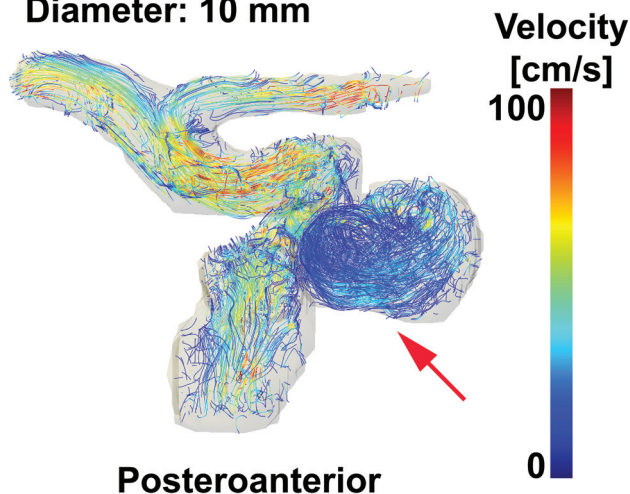 Diameter: 10 mm
Velocity
[cm/s]
100
0
Posteroanterior